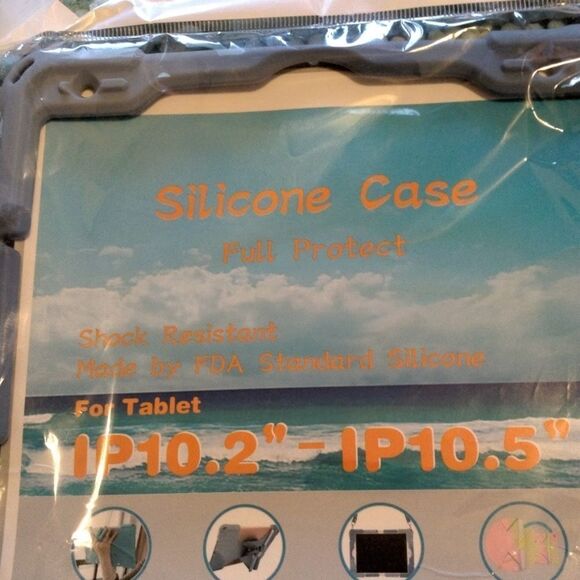 Silicone Case
Full Protect
Shock Resistant
Made by FDA Standard Silicone
For Tablet
IP10.2"-IP10.5"